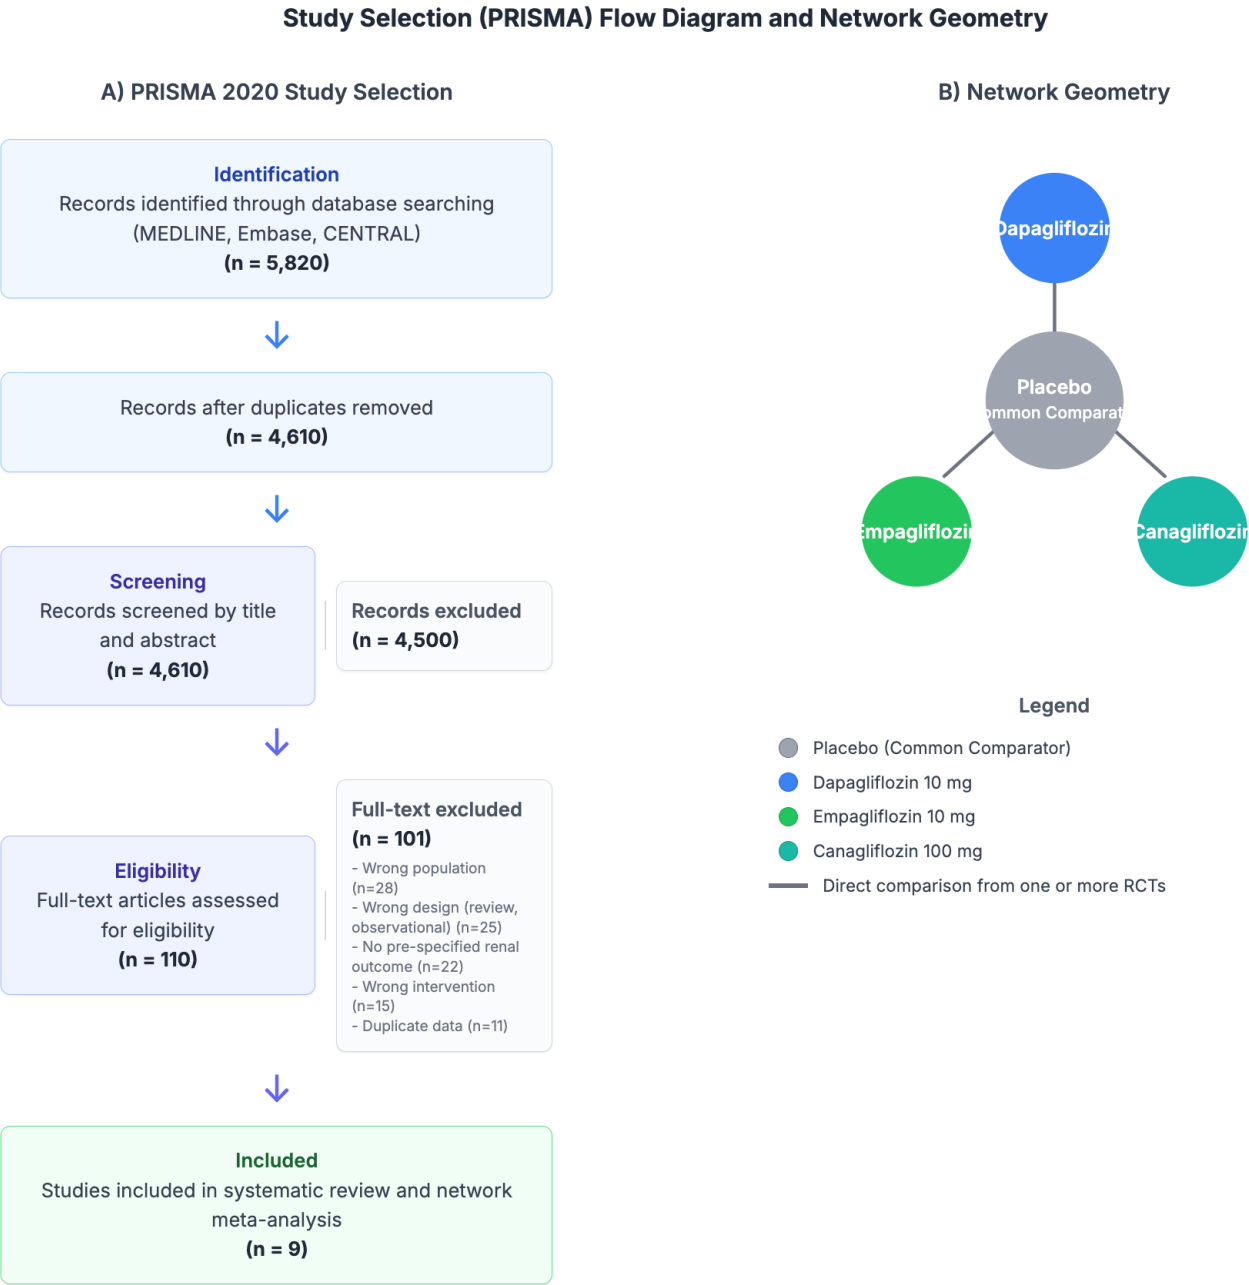 Study Selection (PRISMA) Flow Diagram and Network Geometry
A) PRISMA 2020 Study Selection
Identification
Records identified through database searching
(MEDLINE, Embase, CENTRAL)
(n = 5,820)
Records after duplicates removed
(n = 4,610)
Screening
Records screened by title
and abstract
(n = 4,610)
Records excluded
(n = 4,500)
Eligibility
Full-text articles assessed
for eligibility
(n = 110)
Full-text excluded
(n = 101)
- Wrong population
(n=28)
- Wrong design (review,
observational) (n=25)
- No pre-specified renal
outcome (n=22)
- Wrong intervention
(n=15)
- Duplicate data (n=11)
Included
Studies included in systematic review and network
meta-analysis
(n = 9)
B) Network Geometry
Dapagliflozin
Placebo
ommon Comparat
Empagliflozin
Canagliflozin
Legend
Placebo (Common Comparator)
Dapagliflozin 10 mg
Empagliflozin 10 mg
Canagliflozin 100 mg
Direct comparison from one or more RCTs